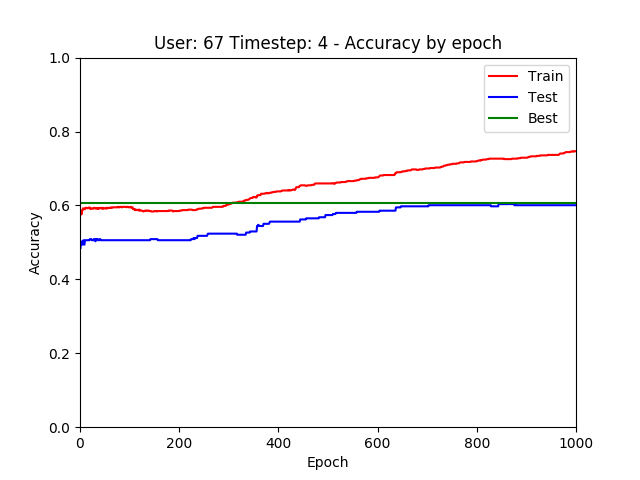 User: 67 Timestep: 4 - Accuracy by epoch
Train
Test
Best
1.0
0.8
0.6
0.4
0.2
0.0
Accuracy
0 200 400 600 800 1000
Epoch